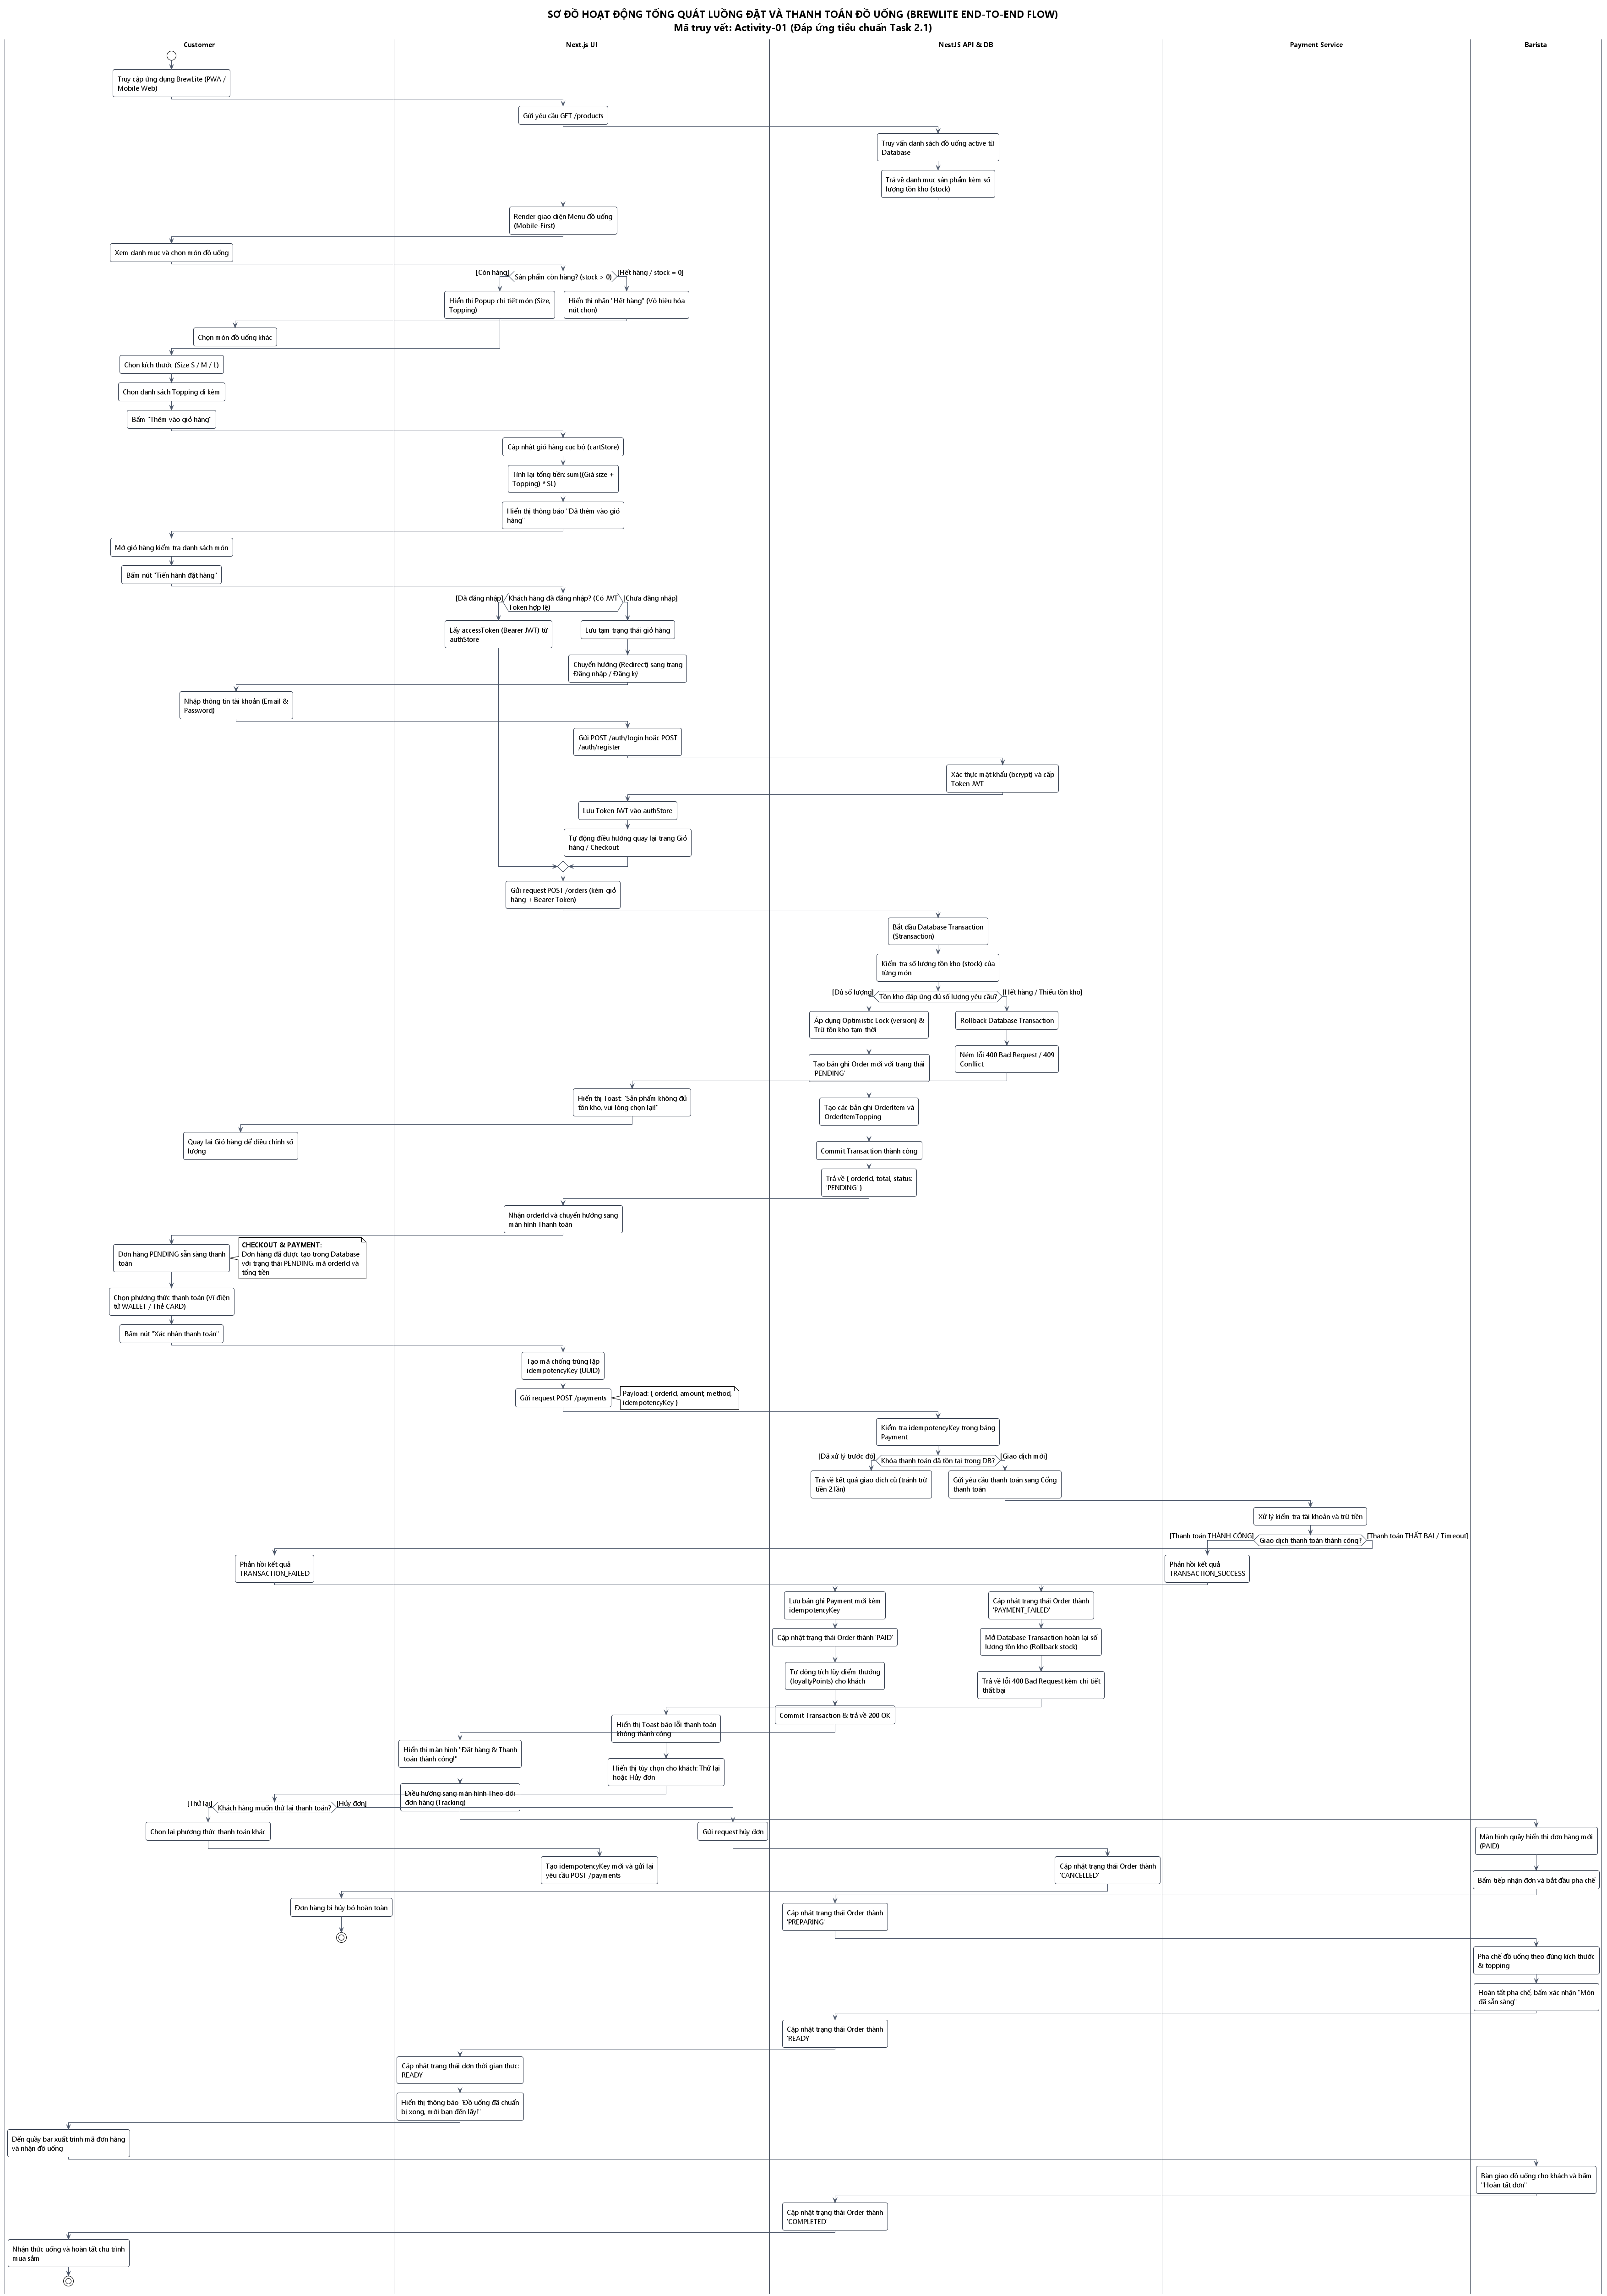 SƠ ĐỒ HOẠT ĐỘNG TỔNG QUÁT LUỒNG ĐẶT VÀ THANH TOÁN ĐỒ UỐNG (BREWLITE END-TO-END FLOW)
Mã truy vết: Activity-01 (Đáp ứng tiêu chuẩn Task 2.1)
Customer
Next.js UI
NestJS API & DB
Payment Service
Barista
Truy cập ứng dụng BrewLite (PWA /
Mobile Web)
Gửi yêu cầu GET /products
Truy vấn danh sách đồ uống active từ
Database
Trả về danh mục sản phẩm kèm số
lượng tồn kho (stock)
Render giao diện Menu đồ uống
(Mobile-First)
Xem danh mục và chọn món đồ uống
[Còn hàng]
Sản phẩm còn hàng? (stock > 0)
[Hết hàng / stock = 0]
Hiển thị Popup chi tiết món (Size,
Topping)
Hiển thị nhãn "Hết hàng" (Vô hiệu hóa
nút chọn)
Chọn món đồ uống khác
Chọn kích thước (Size S / M / L)
Chọn danh sách Topping đi kèm
Bấm "Thêm vào giỏ hàng"
Cập nhật giỏ hàng cục bộ (cartStore)
Tính lại tổng tiền: sum((Giá size +
Topping) * SL)
Hiển thị thông báo "Đã thêm vào giỏ
hàng"
Mở giỏ hàng kiểm tra danh sách món
Bấm nút "Tiến hành đặt hàng"
[Đã đăng nhập]
Khách hàng đã đăng nhập? (Có JWT
Token hợp lệ)
[Chưa đăng nhập]
Lấy accessToken (Bearer JWT) từ
authStore
Lưu tạm trạng thái giỏ hàng
Chuyển hướng (Redirect) sang trang
Đăng nhập / Đăng ký
Nhập thông tin tài khoản (Email &
Password)
Gửi POST /auth/login hoặc POST
/auth/register
Xác thực mật khẩu (bcrypt) và cấp
Token JWT
Lưu Token JWT vào authStore
Tự động điều hướng quay lại trang Giỏ
hàng / Checkout
Gửi request POST /orders (kèm giỏ
hàng + Bearer Token)
Bắt đầu Database Transaction
($transaction)
Kiểm tra số lượng tồn kho (stock) của
từng món
[Đủ số lượng]
Tồn kho đáp ứng đủ số lượng yêu cầu?
[Hết hàng / Thiếu tồn kho]
Áp dụng Optimistic Lock (version) &
Trừ tồn kho tạm thời
Rollback Database Transaction
Tạo bản ghi Order mới với trạng thái
'PENDING'
Ném lỗi 400 Bad Request / 409
Conflict
Hiển thị Toast: "Sản phẩm không đủ
tồn kho, vui lòng chọn lại!"
Tạo các bản ghi OrderItem và
OrderItemTopping
Quay lại Giỏ hàng để điều chỉnh số
lượng
Commit Transaction thành công
Trả về { orderId, total, status:
'PENDING' }
Nhận orderId và chuyển hướng sang
màn hình Thanh toán
Đơn hàng PENDING sẵn sàng thanh
toán
CHECKOUT & PAYMENT:
Đơn hàng đã được tạo trong Database
với trạng thái PENDING, mã orderId và
tổng tiền
Chọn phương thức thanh toán (Ví điện
tử WALLET / Thẻ CARD)
Bấm nút "Xác nhận thanh toán"
Tạo mã chống trùng lặp
idempotencyKey (UUID)
Gửi request POST /payments
Payload: { orderId, amount, method,
idempotencyKey }
Kiểm tra idempotencyKey trong bảng
Payment
[Đã xử lý trước đó]
Khóa thanh toán đã tồn tại trong DB?
[Giao dịch mới]
Trả về kết quả giao dịch cũ (tránh trừ
tiền 2 lần)
Gửi yêu cầu thanh toán sang Cổng
thanh toán
Xử lý kiểm tra tài khoản và trừ tiền
[Thanh toán THÀNH CÔNG]
Giao dịch thanh toán thành công?
[Thanh toán THẤT BẠI / Timeout]
Phản hồi kết quả
TRANSACTION_FAILED
Phản hồi kết quả
TRANSACTION_SUCCESS
Lưu bản ghi Payment mới kèm
idempotencyKey
Cập nhật trạng thái Order thành
'PAYMENT_FAILED'
Cập nhật trạng thái Order thành 'PAID'
Mở Database Transaction hoàn lại số
lượng tồn kho (Rollback stock)
Tự động tích lũy điểm thưởng
(loyaltyPoints) cho khách
Trả về lỗi 400 Bad Request kèm chi tiết
thất bại
Commit Transaction & trả về 200 OK
Hiển thị Toast báo lỗi thanh toán
không thành công
Hiển thị màn hình "Đặt hàng & Thanh
toán thành công!"
Hiển thị tùy chọn cho khách: Thử lại
hoặc Hủy đơn
Điều hướng sang màn hình Theo dõi
đơn hàng (Tracking)
[Thử lại]
Khách hàng muốn thử lại thanh toán?
[Hủy đơn]
Chọn lại phương thức thanh toán khác
Gửi request hủy đơn
Màn hình quầy hiển thị đơn hàng mới
(PAID)
Tạo idempotencyKey mới và gửi lại
yêu cầu POST /payments
Cập nhật trạng thái Order thành
'CANCELLED'
Bấm tiếp nhận đơn và bắt đầu pha chế
Đơn hàng bị hủy bỏ hoàn toàn
Cập nhật trạng thái Order thành
'PREPARING'
Pha chế đồ uống theo đúng kích thước
& topping
Hoàn tất pha chế, bấm xác nhận "Món
đã sẵn sàng"
Cập nhật trạng thái Order thành
'READY'
Cập nhật trạng thái đơn thời gian thực:
READY
Hiển thị thông báo "Đồ uống đã chuẩn
bị xong, mời bạn đến lấy!"
Đến quầy bar xuất trình mã đơn hàng
và nhận đồ uống
Bàn giao đồ uống cho khách và bấm
"Hoàn tất đơn"
Cập nhật trạng thái Order thành
'COMPLETED'
Nhận thức uống và hoàn tất chu trình
mua sắm